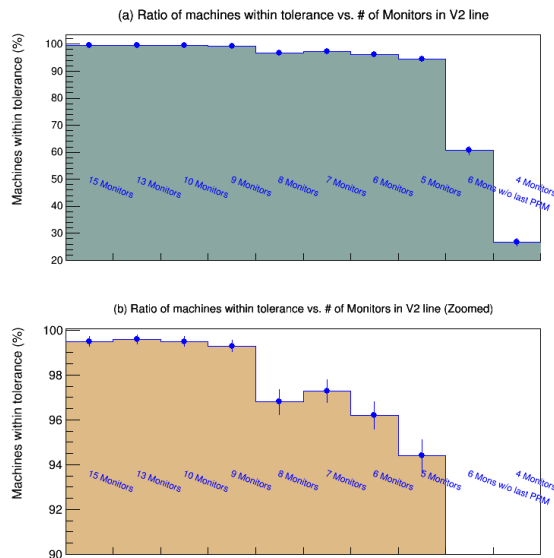 (a) Ratio of machines within tolerance vs. # of Monitors in V2 line
Machines within tolerance (%)
100
90
80
70
60
50
40
30
20
15 Monitors
13 Monitors
10 Monitors
9 Monitors
8 Monitors
7 Monitors
6 Monitors
5 Monitors
6 Mons w/o last PPM
4 Monitors
(b) Ratio of machines within tolerance vs. # of Monitors in V2 line (Zoomed)
Machines within tolerance (%)
100
98
96
94
92
90
15 Monitors
13 Monitors
10 Monitors
9 Monitors
8 Monitors
7 Monitors
6 Monitors
5 Monitors
6 Mons w/o last PPM
4 Monitors